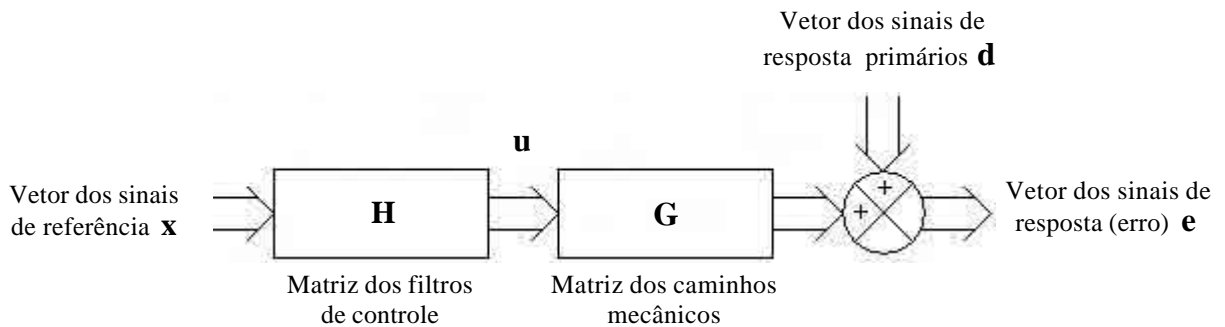 Vetor dos sinais de
resposta primários d
u
Vetor dos sinais
de referência x
H
G
+
+
Vetor dos sinais de
resposta (erro) e
Matriz dos filtros
de controle
Matriz dos caminhos
mecânicos